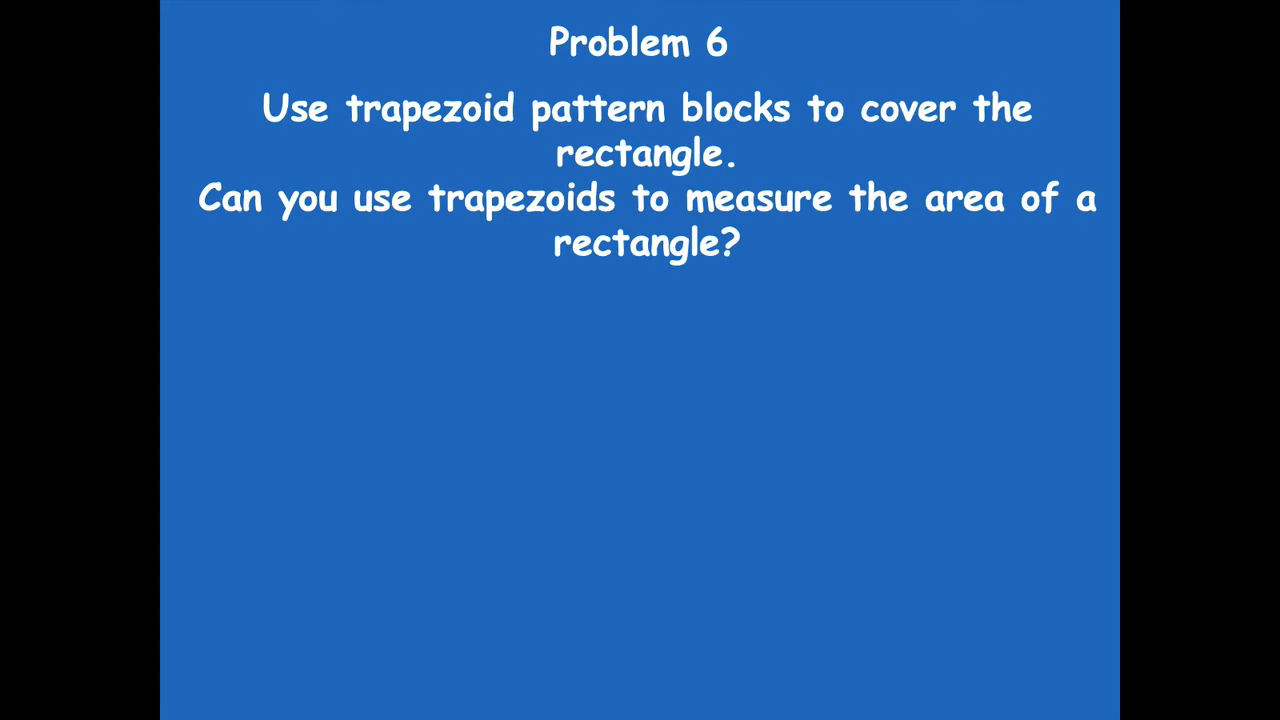 Problem 6
Use trapezoid pattern blocks to cover the
rectangle.
Can you use trapezoids to measure the area of a
rectangle?